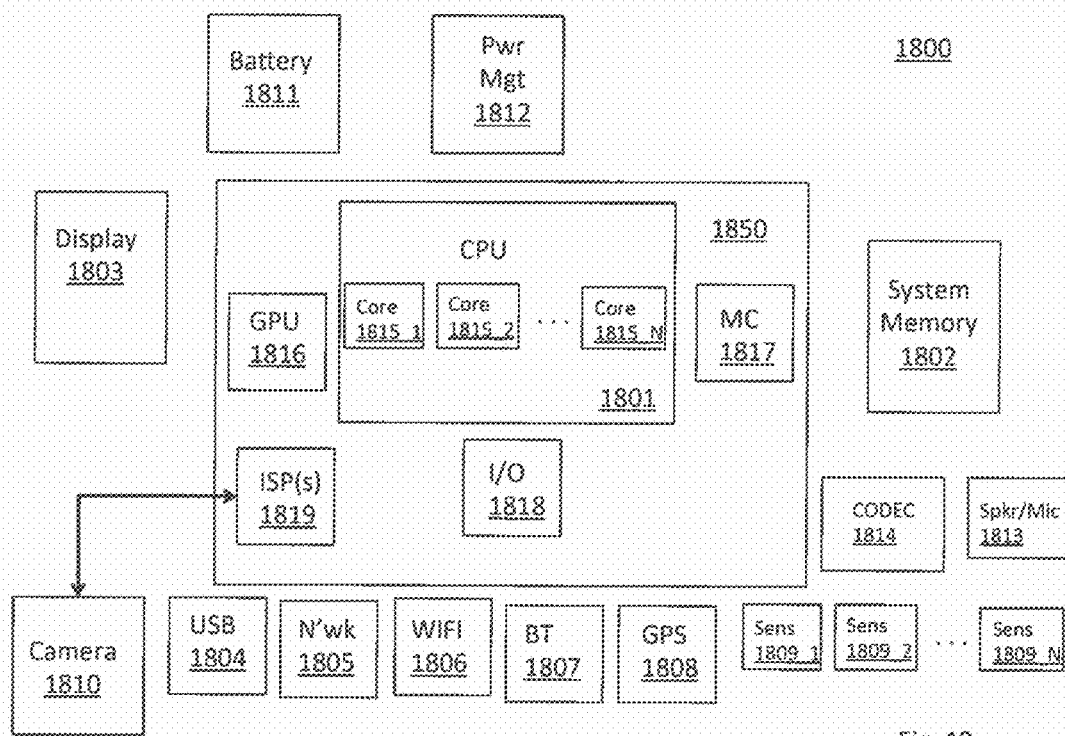 Battery
1811
Pwr
Mgt
1812
1800
Display
1803
CPU
1850
System
Memory
1802
GPU
1816
Core
1815_1
Core
1815_2
. . .
Core
1815_N
MC
1817
1801
ISP(s)
1819
I/O
1818
CODEC
1814
Spkr/Mic
1813
Camera
1810
USB
1804
N'wk
1805
WIFI
1806
BT
1807
GPS
1808
Sens
1809_1
Sens
1809_2
. . .
Sens
1809_N